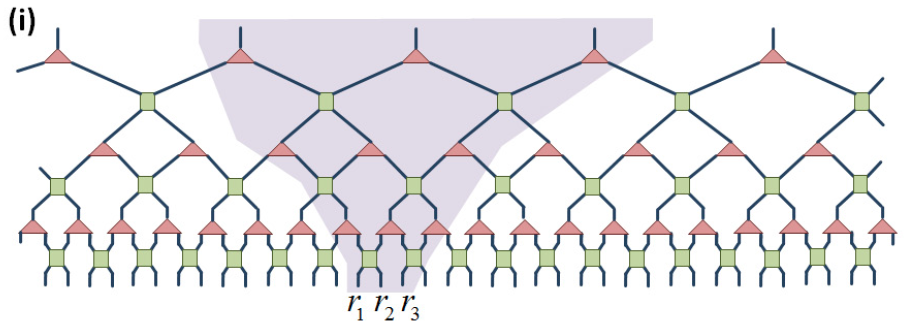 (i)
r₁ r₂ r₃